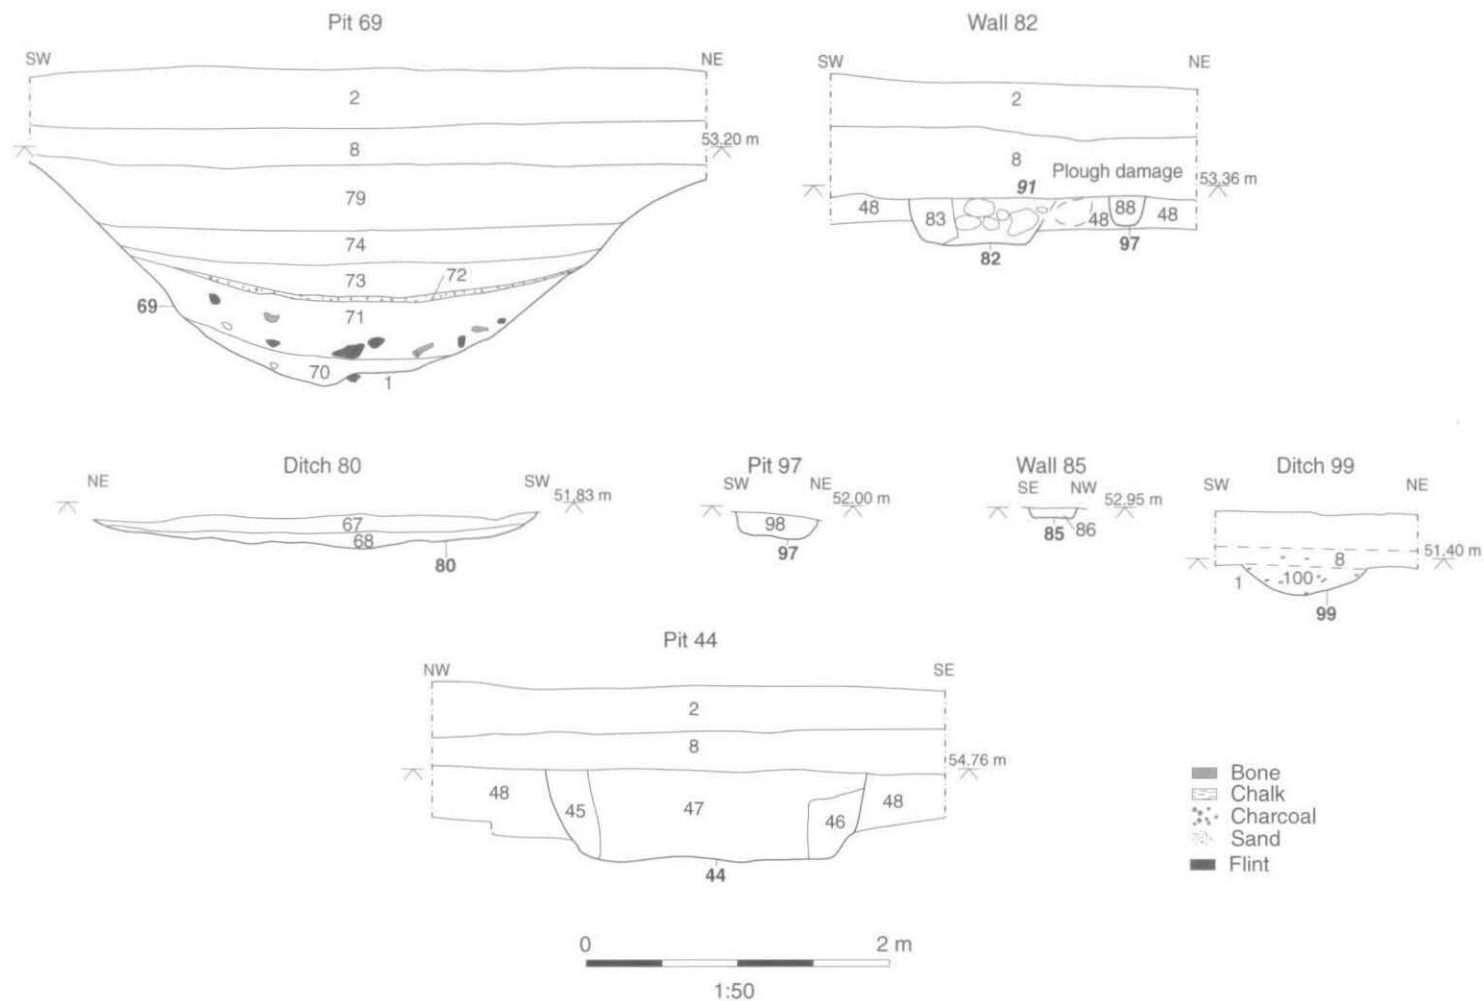 Pit 69
SW NE
2
8
53.20 m
79
74
73 72
69
71
70 1
Wall 82
SW NE
2
8
Plough damage
91
53.36 m
48 83 48 88 48
82 97
Ditch 80
NE SW
51.83 m
67
68
80
Pit 97
SW NE
52.00 m
98
97
Wall 85
SE NW
52.95 m
85 86
Ditch 99
SW NE
51.40 m
8
1 100
99
Pit 44
NW SE
2
8
54.76 m
48 45 47 46 48
44
Bone
Chalk
Charcoal
Sand
Flint
0 2 m
1:50